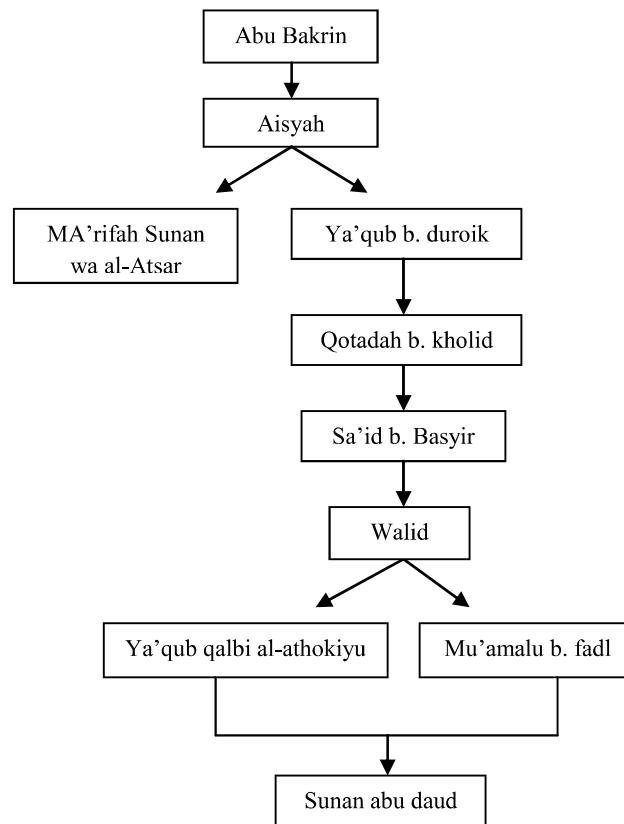 Abu Bakrin
Aisyah
MA’rifah Sunan
wa al-Atsar
Ya’qub b. duroik
Qotadah b. kholid
Sa’id b. Basyir
Walid
Ya’qub qalbi al-athokiyu
Mu’amalu b. fadl
Sunan abu daud